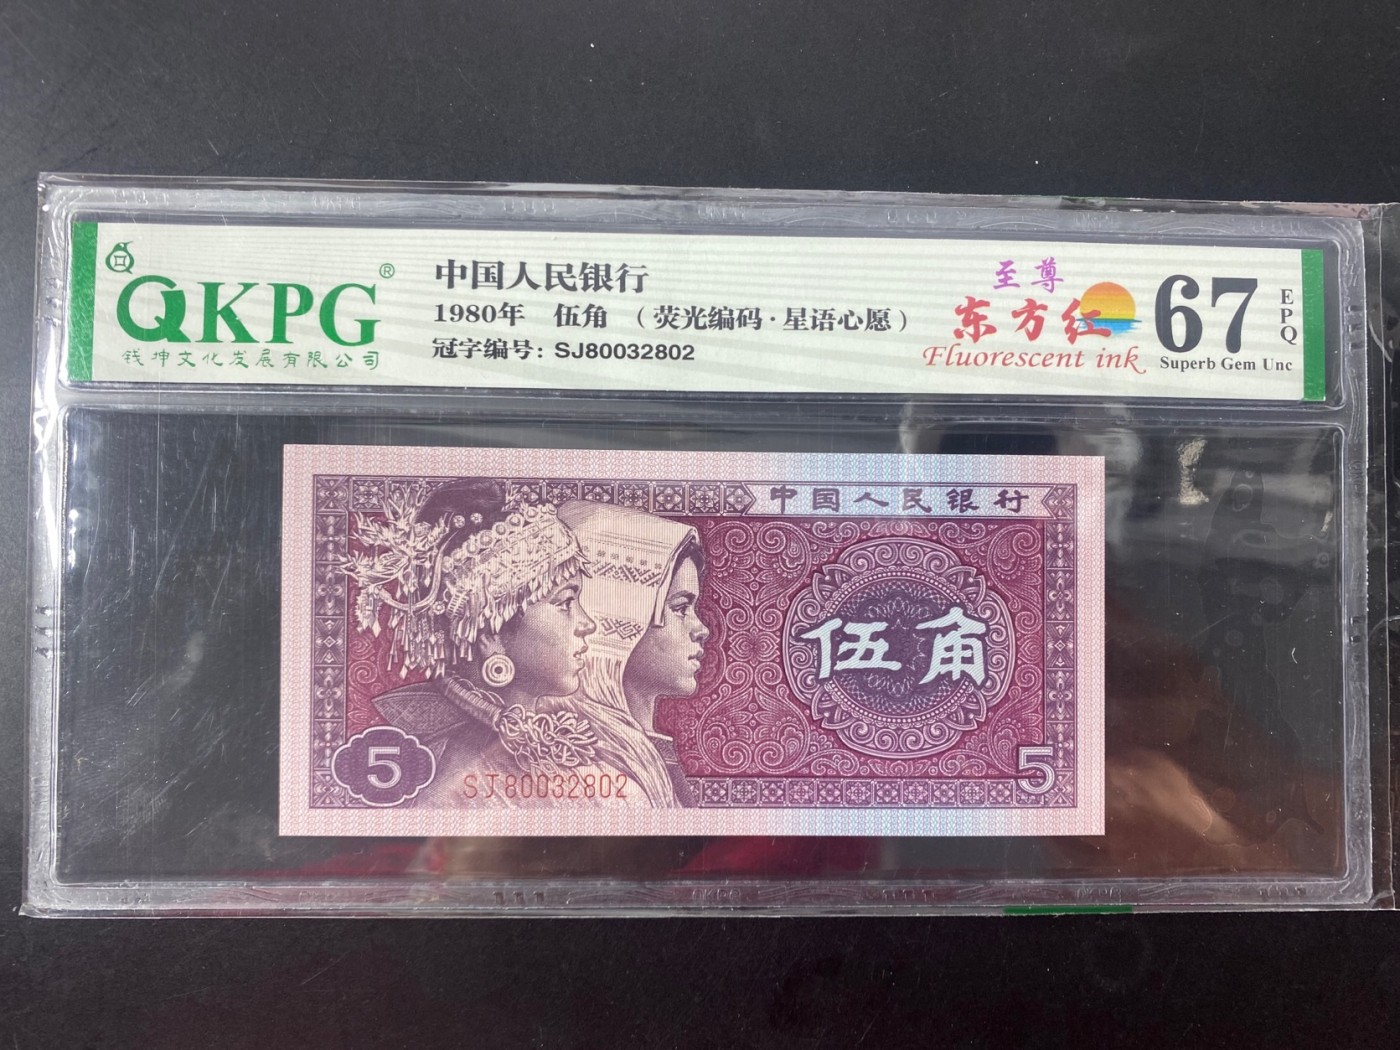 QKPG®
钱坤文化发展有限公司
中国人民银行
1980年 伍角 (荧光编码·星语心愿)
冠字编号: SJ80032802
至尊
东方红
Fluorescent ink
67
EPQ
Superb Gem Unc
中国人民银行
伍角
5
SJ80032802
5